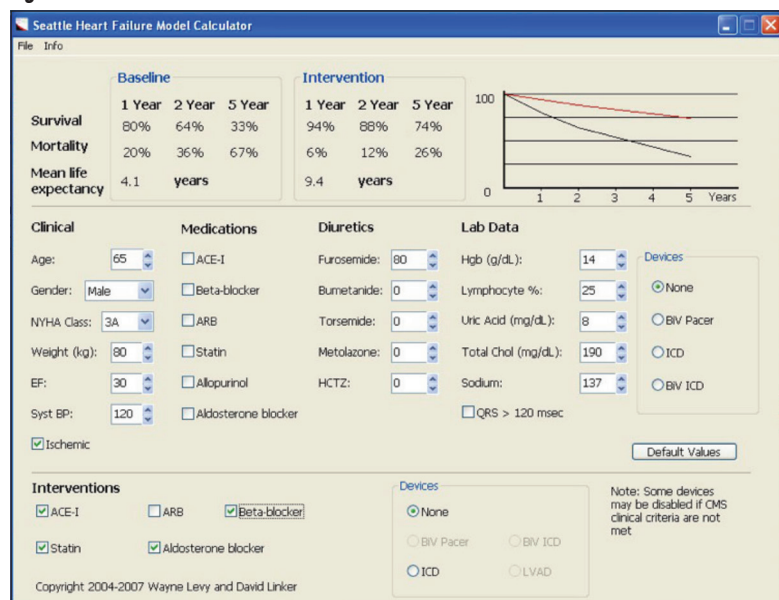 Seattle Heart Failure Model Calculator
File Info
Baseline
Intervention
1 Year 2 Year 5 Year
1 Year 2 Year 5 Year
Survival 80% 64% 33% 94% 88% 74%
Mortality 20% 36% 67% 6% 12% 26%
Mean life
expectancy 4.1 years 9.4 years
100
0 1 2 3 4 5 Years
Clinical Medications Diuretics Lab Data
Age: 65 ACE-I Furosemide: 80 Hgb (g/dL): 14 Devices
Gender: Male Beta-blocker Bumetanide: 0 Lymphocyte %: 25 None
NYHA Class: 3A ARB Torsemide: 0 Uric Acid (mg/dL): 8 BiV Pacer
Weight (kg): 80 Statin Metolazone: 0 Total Chol (mg/dL): 190 ICD
EF: 30 Allopurinol HCTZ: 0 Sodium: 137 BiV ICD
Syst BP: 120 Aldosterone blocker QRS > 120 msec
Ischemic
Default Values
Interventions Devices
ACE-I ARB Beta-blocker None
Statin Aldosterone blocker BiV Pacer BiV ICD
ICD LVAD
Note: Some devices
may be disabled if CMS
clinical criteria are not
met
Copyright 2004-2007 Wayne Levy and David Linker